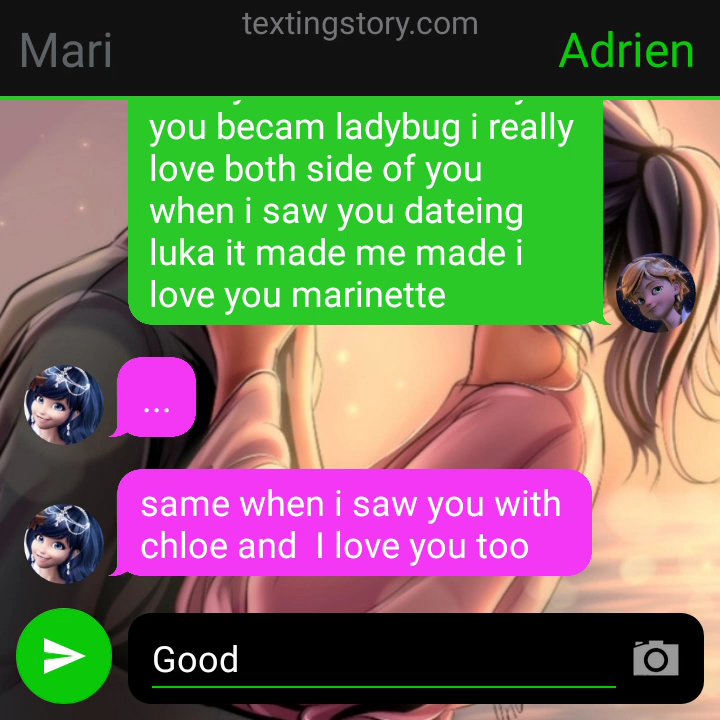 textingstory.com
Mari
Adrien
you becam ladybug i really
love both side of you
when i saw you dateing
luka it made me made i
love you marinette
...
same when i saw you with
chloe and  I love you too
Good